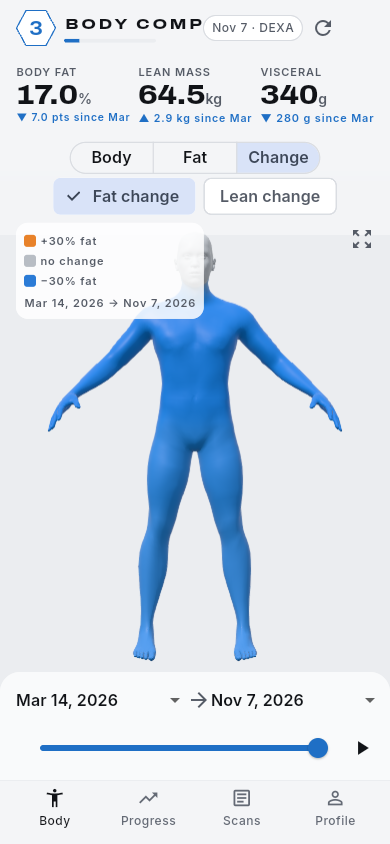 3 BODY COMP Nov 7 · DEXA
BODY FAT LEAN MASS VISCERAL
17.0% 64.5kg 340g
▼ 7.0 pts since Mar ▲ 2.9 kg since Mar ▼ 280 g since Mar
Body Fat Change
Fat change Lean change
+30% fat
no change
−30% fat
Mar 14, 2026 → Nov 7, 2026
Mar 14, 2026 → Nov 7, 2026
Body Progress Scans Profile